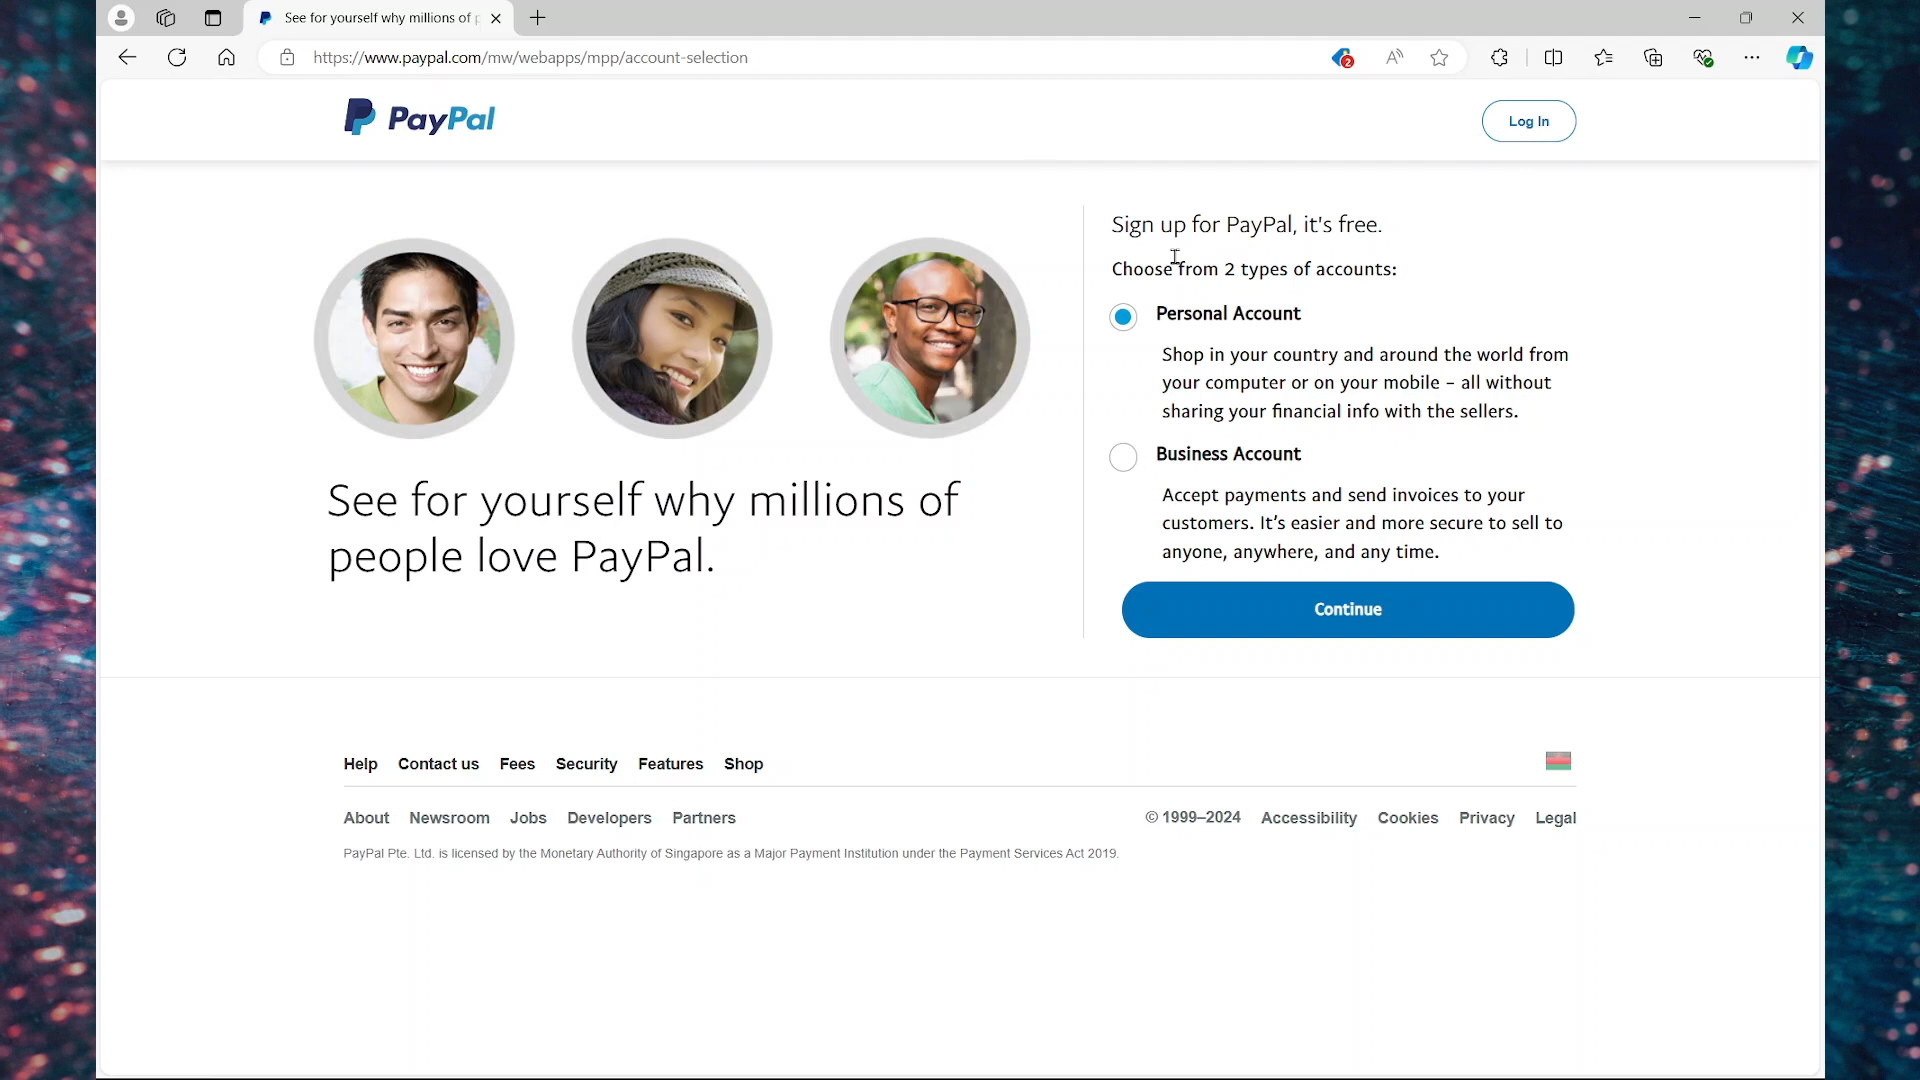 See for yourself why millions of p
https://www.paypal.com/mw/webapps/mpp/account-selection
2
PayPal
Log In
Sign up for PayPal, it's free.
Choose from 2 types of accounts:
Personal Account
Shop in your country and around the world from
your computer or on your mobile – all without
sharing your financial info with the sellers.
Business Account
Accept payments and send invoices to your
customers. It’s easier and more secure to sell to
anyone, anywhere, and any time.
Continue
See for yourself why millions of
people love PayPal.
Help Contact us Fees Security Features Shop
About Newsroom Jobs Developers Partners
© 1999–2024 Accessibility Cookies Privacy Legal
PayPal Pte. Ltd. is licensed by the Monetary Authority of Singapore as a Major Payment Institution under the Payment Services Act 2019.